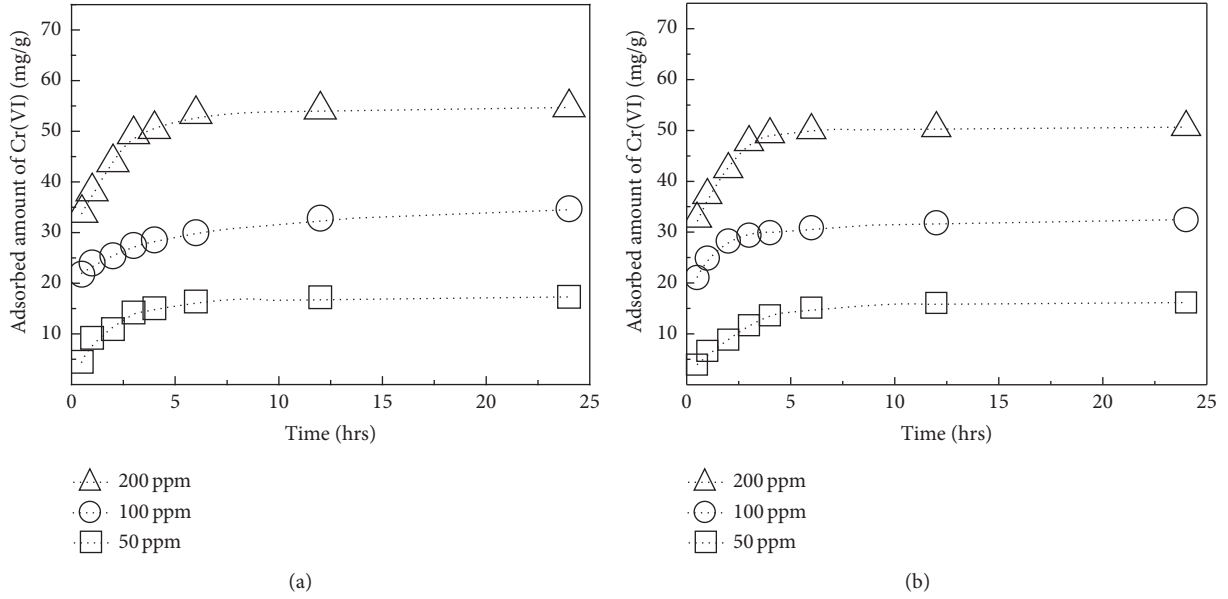 Adsorbed amount of Cr(VI) (mg/g)
70
60
50
40
30
20
10
0 5 10 15 20 25
Time (hrs)
200 ppm
100 ppm
50 ppm
(a)
Adsorbed amount of Cr(VI) (mg/g)
70
60
50
40
30
20
10
0 5 10 15 20 25
Time (hrs)
200 ppm
100 ppm
50 ppm
(b)